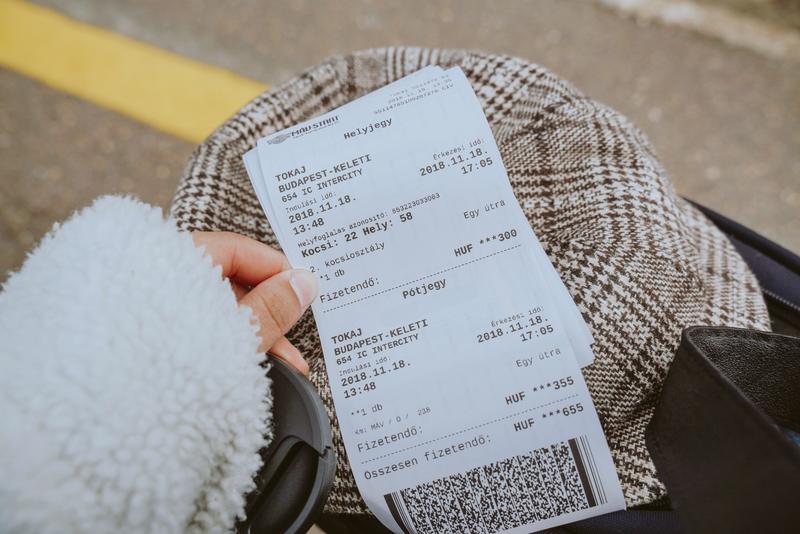 MÁV-START
Helyjegy
TOKAJ
BUDAPEST-KELETI
654 IC INTERCITY
Indulási idő: Érkezési idő:
2018.11.18. 2018.11.18.
13:48 17:05
Helyfoglalás azonosító:
Kocsi: 22 Hely: 58 Egy útra
2. kocsiosztály
**1 db HUF ***300
Fizetendő:
Pótjegy
TOKAJ
BUDAPEST-KELETI
654 IC INTERCITY
Indulási idő: Érkezési idő:
2018.11.18. 2018.11.18.
13:48 17:05
Egy útra
**1 db
km: MÁV / 0 / 238 HUF ***355
Fizetendő:
Összesen fizetendő: HUF ***655